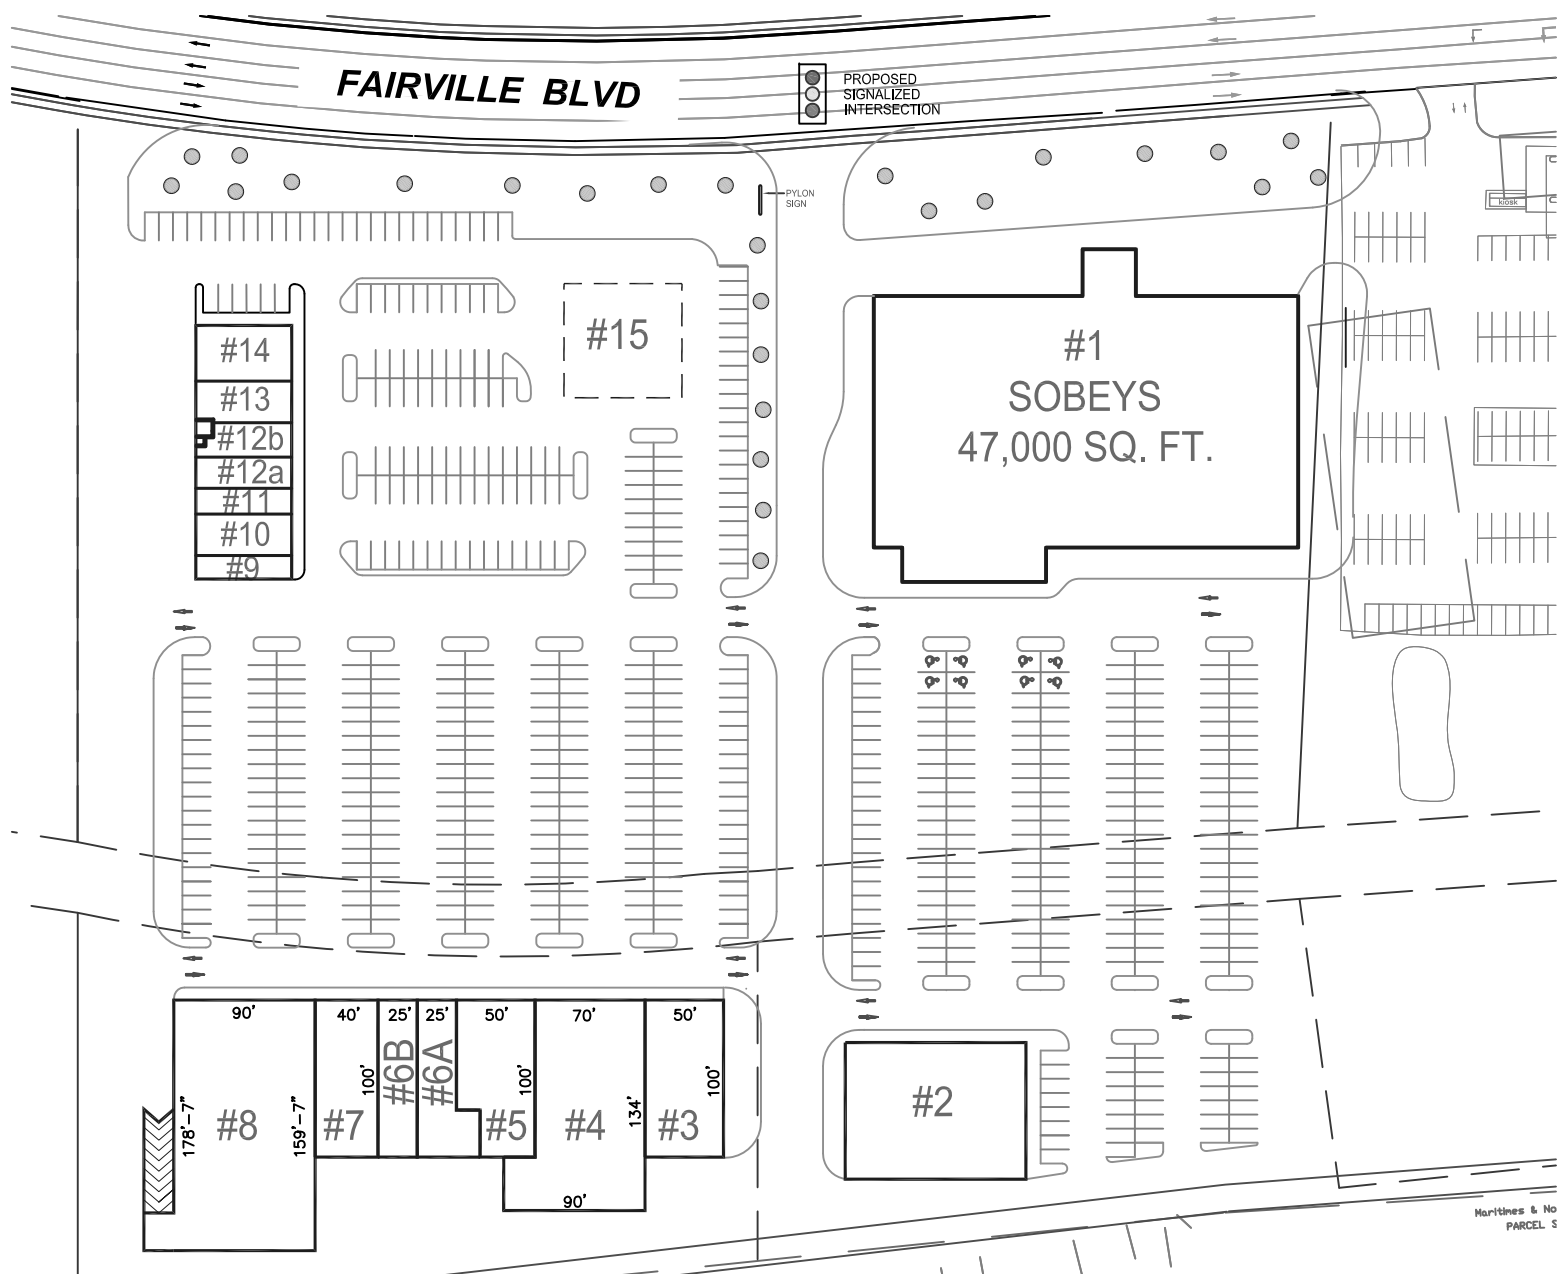 FAIRVILLE BLVD
PROPOSED
SIGNALIZED
INTERSECTION
PYLON
SIGN
kiosk
#15
#14
#13
#12b
#12a
#11
#10
#9
#1
SOBEYS
47,000 SQ. FT.
90'
40'
25'
25'
50'
70'
50'
178'-7"
#8
159'-7"
#7
100'
#6B
#6A
#5
100'
#4
134'
#3
100'
90'
#2
Maritimes & No
PARCEL S